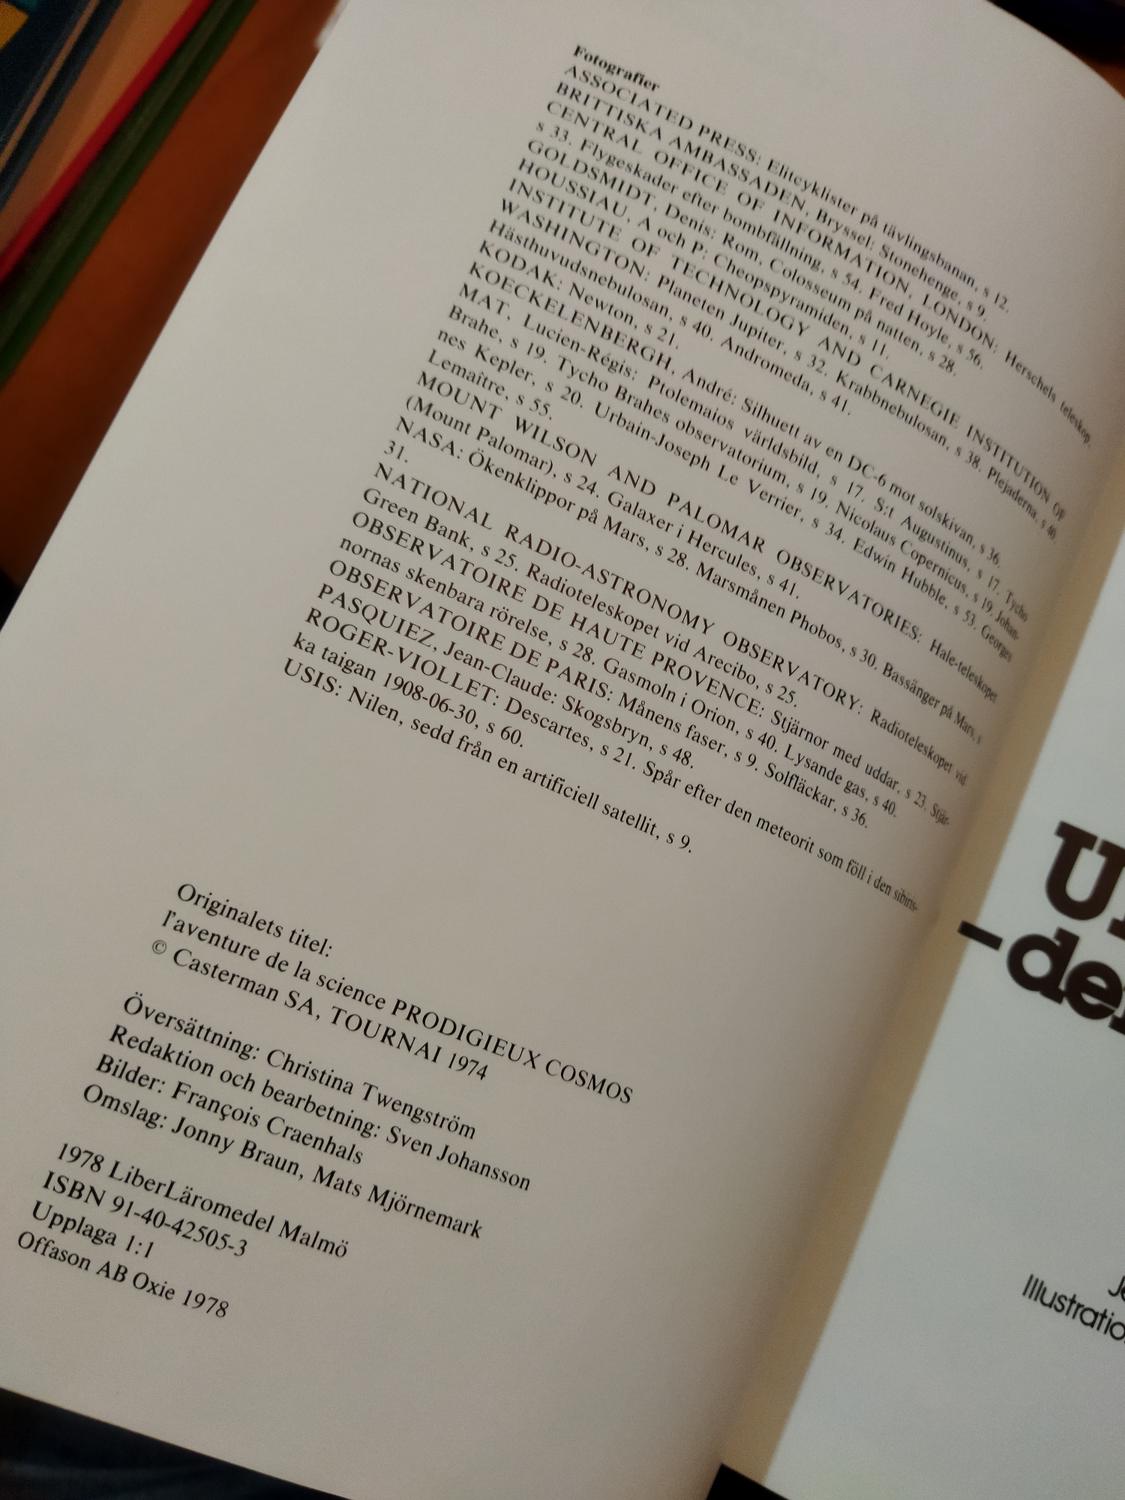 Fotografier
ASSOCIATED PRESS: Elitcyklister på tävlingsbanan, s 12.
BRITTISKA AMBASSADEN, Bryssel: Stonehenge, s 9.
CENTRAL OFFICE OF INFORMATION, LONDON: Herschels teleskop,
s 33. Flygeskader efter bombfällning, s 54. Fred Hoyle, s 56.
GOLDSMIDT, Denis: Rom, Colosseum på natten, s 28.
HOUSSIAU, A och P: Cheopspyramiden, s 11.
INSTITUTE OF TECHNOLOGY AND CARNEGIE INSTITUTION OF
WASHINGTON: Planeten Jupiter, s 32. Krabbnebulosan, s 38. Plejaderna, s 40.
Hästhuvudsnebulosan, s 40. Andromeda, s 41.
KODAK: Newton, s 21.
KOECKELENBERGH, André: Silhuett av en DC-6 mot solskivan, s 36.
MAT, Lucien-Régis: Ptolemaios världsbild, s 17. S:t Augustinus, s 17. Tycho
Brahe, s 19. Tycho Brahes observatorium, s 19. Nicolaus Copernicus, s 19. Johan-
nes Kepler, s 20. Urbain-Joseph Le Verrier, s 34. Edwin Hubble, s 53. Georges
Lemaître, s 55.
MOUNT WILSON AND PALOMAR OBSERVATORIES: Hale-teleskopet
(Mount Palomar), s 24. Galaxer i Hercules, s 41.
NASA: Ökenklippor på Mars, s 28. Marsmånen Phobos, s 30. Bassänger på Mars, s
31.
NATIONAL RADIO-ASTRONOMY OBSERVATORY: Radioteleskopet vid
Green Bank, s 25. Radioteleskopet vid Arecibo, s 25.
OBSERVATOIRE DE HAUTE PROVENCE: Stjärnor med uddar, s 23. Stjär-
nornas skenbara rörelse, s 28. Gasmoln i Orion, s 40. Lysande gas, s 40.
OBSERVATOIRE DE PARIS: Månens faser, s 9. Solfläckar, s 36.
PASQUIEZ, Jean-Claude: Skogsbryn, s 48.
ROGER-VIOLLET: Descartes, s 21. Spår efter den meteorit som föll i den sibiris-
ka taigan 1908-06-30, s 60.
USIS: Nilen, sedd från en artificiell satellit, s 9.
Originalets titel:
l'aventure de la science PRODIGIEUX COSMOS
© Casterman SA, TOURNAI 1974
Översättning: Christina Twengström
Redaktion och bearbetning: Sven Johansson
Bilder: François Craenhals
Omslag: Jonny Braun, Mats Mjörnemark
1978 LiberLäromedel Malmö
ISBN 91-40-42505-3
Upplaga 1:1
Offason AB Oxie 1978